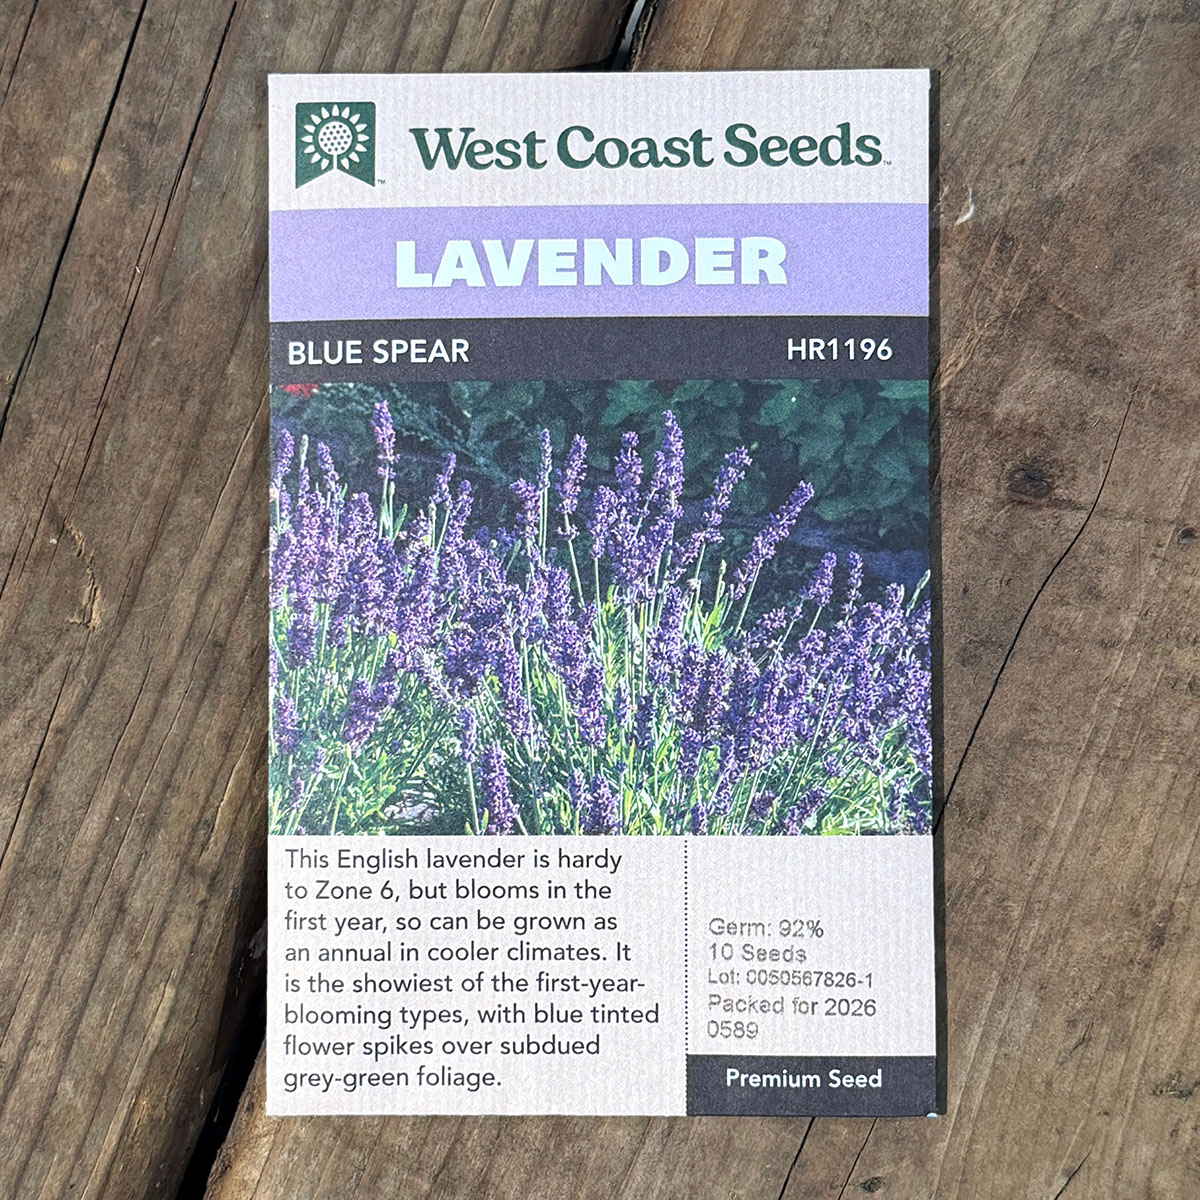 West Coast Seeds™
LAVENDER
BLUE SPEAR
HR1196
This English lavender is hardy
to Zone 6, but blooms in the
first year, so can be grown as
an annual in cooler climates. It
is the showiest of the first-year-
blooming types, with blue tinted
flower spikes over subdued
grey-green foliage.
Germ: 92%
10 Seeds
Lot: 0050567826-1
Packed for 2026
0589
Premium Seed